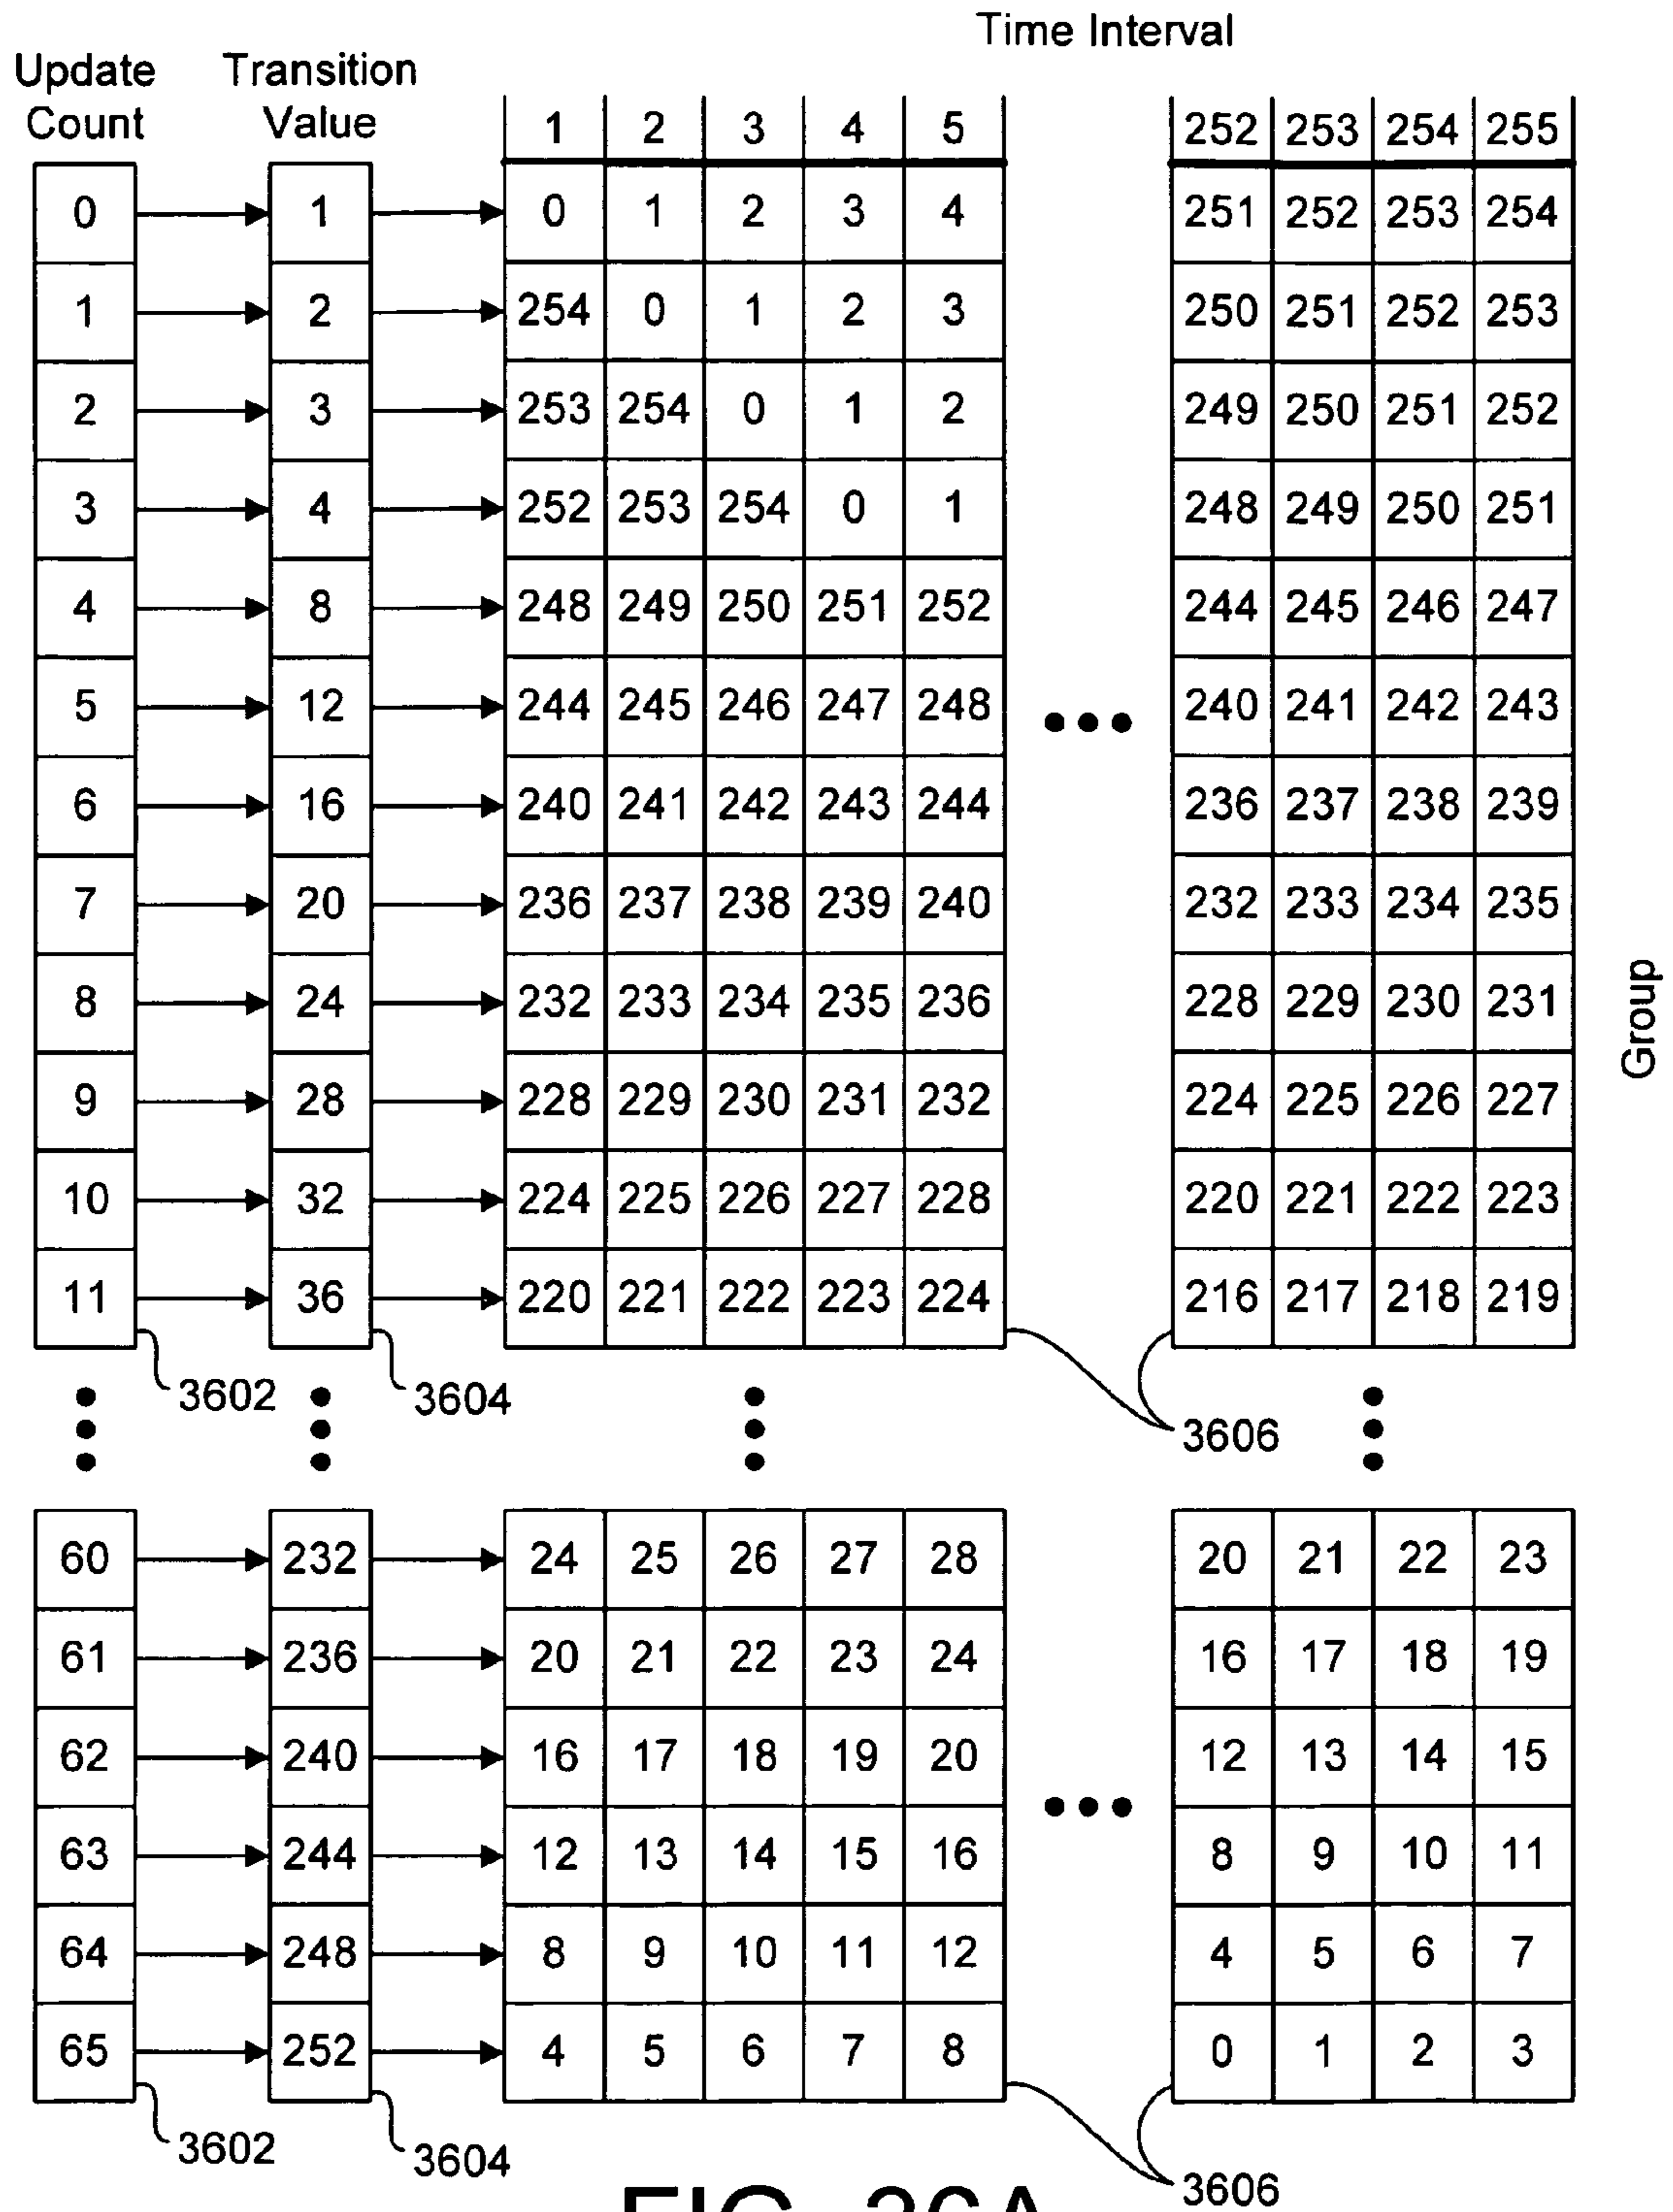 Time Interval
Update Count
Transition Value
1 2 3 4 5 252 253 254 255
0 1 0 1 2 3 4 251 252 253 254
1 2 254 0 1 2 3 250 251 252 253
2 3 253 254 0 1 2 249 250 251 252
3 4 252 253 254 0 1 248 249 250 251
4 8 248 249 250 251 252 244 245 246 247
5 12 244 245 246 247 248 240 241 242 243
6 16 240 241 242 243 244 236 237 238 239
7 20 236 237 238 239 240 232 233 234 235
8 24 232 233 234 235 236 228 229 230 231
9 28 228 229 230 231 232 224 225 226 227
10 32 224 225 226 227 228 220 221 222 223
11 36 220 221 222 223 224 216 217 218 219
Group
3602 3604 3606
60 232 24 25 26 27 28 20 21 22 23
61 236 20 21 22 23 24 16 17 18 19
62 240 16 17 18 19 20 12 13 14 15
63 244 12 13 14 15 16 8 9 10 11
64 248 8 9 10 11 12 4 5 6 7
65 252 4 5 6 7 8 0 1 2 3
3602 3604 3606
FIG. 36A